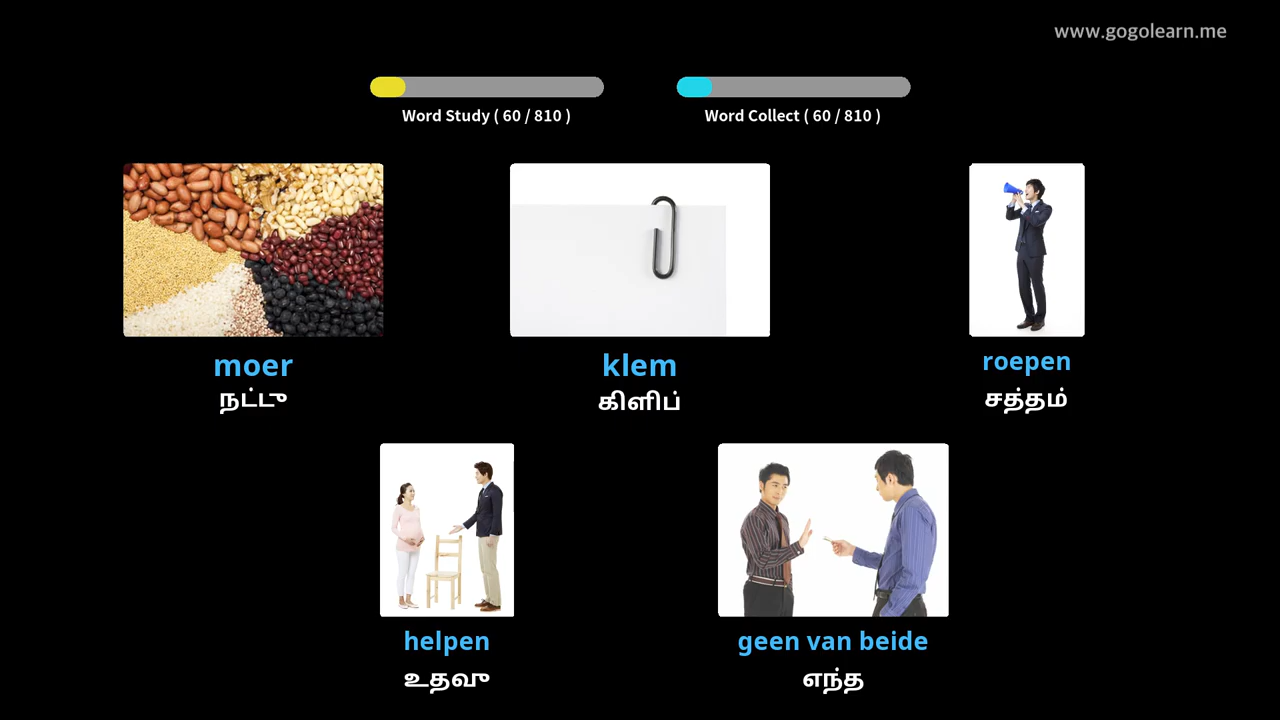 www.gogolearn.me
Word Study ( 60 / 810 )
Word Collect ( 60 / 810 )
moer
நட்டு
klem
கிளிப்
roepen
சத்தம்
helpen
உதவு
geen van beide
எந்த